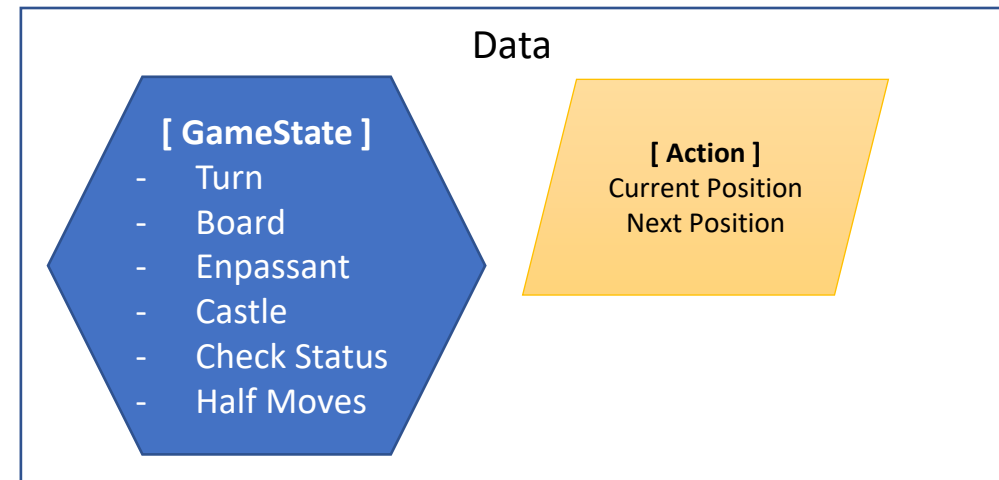 Data
[ GameState ]
- Turn
- Board
- Enpassant
- Castle
- Check Status
- Half Moves
[ Action ]
Current Position
Next Position